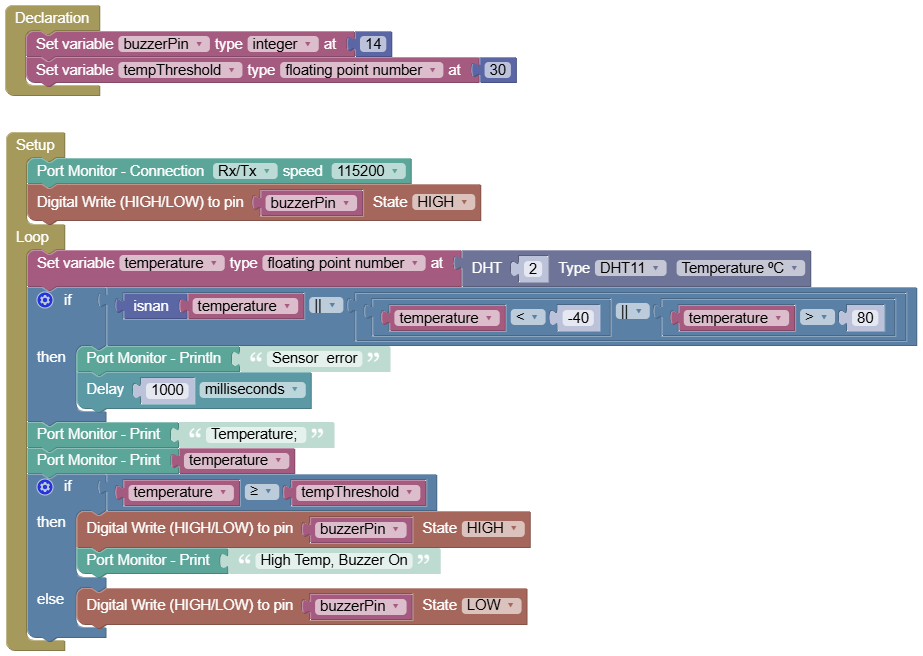 Declaration
Set variable buzzerPin type integer at 14
Set variable tempThreshold type floating point number at 30
Setup
Port Monitor - Connection Rx/Tx speed 115200
Digital Write (HIGH/LOW) to pin buzzerPin State HIGH
Loop
Set variable temperature type floating point number at DHT 2 Type DHT11 Temperature ºC
if isnan temperature || temperature < -40 || temperature > 80
then Port Monitor - Println “ Sensor error ”
Delay 1000 milliseconds
Port Monitor - Print “ Temperature; ”
Port Monitor - Print temperature
if temperature ≥ tempThreshold
then Digital Write (HIGH/LOW) to pin buzzerPin State HIGH
Port Monitor - Print “ High Temp, Buzzer On ”
else Digital Write (HIGH/LOW) to pin buzzerPin State LOW